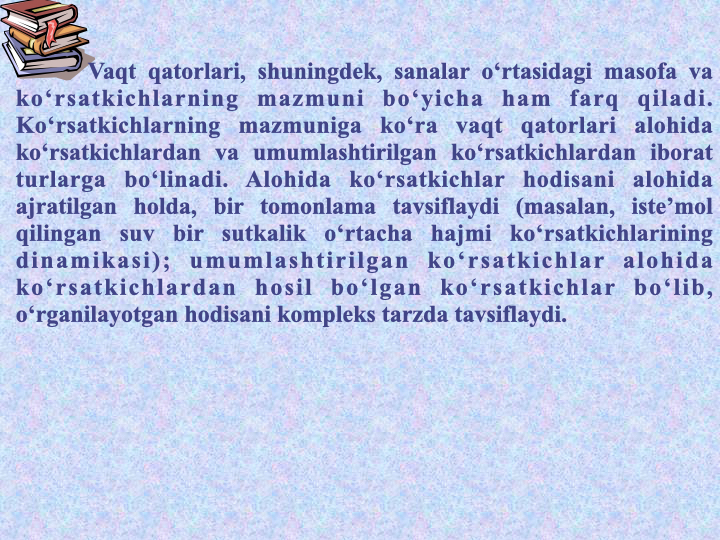 Vaqt qatorlari, shuningdek, sanalar o‘rtasidagi masofa va
ko‘rsatkichlarning mazmuni bo‘yicha ham farq qiladi.
Ko‘rsatkichlarning mazmuniga ko‘ra vaqt qatorlari alohida
ko‘rsatkichlardan va umumlashtirilgan ko‘rsatkichlardan iborat
turlarga bo‘linadi. Alohida ko‘rsatkichlar hodisani alohida
ajratilgan holda, bir tomonlama tavsiflaydi (masalan, iste’mol
qilingan suv bir sutkalik o‘rtacha hajmi ko‘rsatkichlarining
dinamikasi); umumlashtirilgan ko‘rsatkichlar alohida
ko‘rsatkichlardan hosil bo‘lgan ko‘rsatkichlar bo‘lib,
o‘rganilayotgan hodisani kompleks tarzda tavsiflaydi.